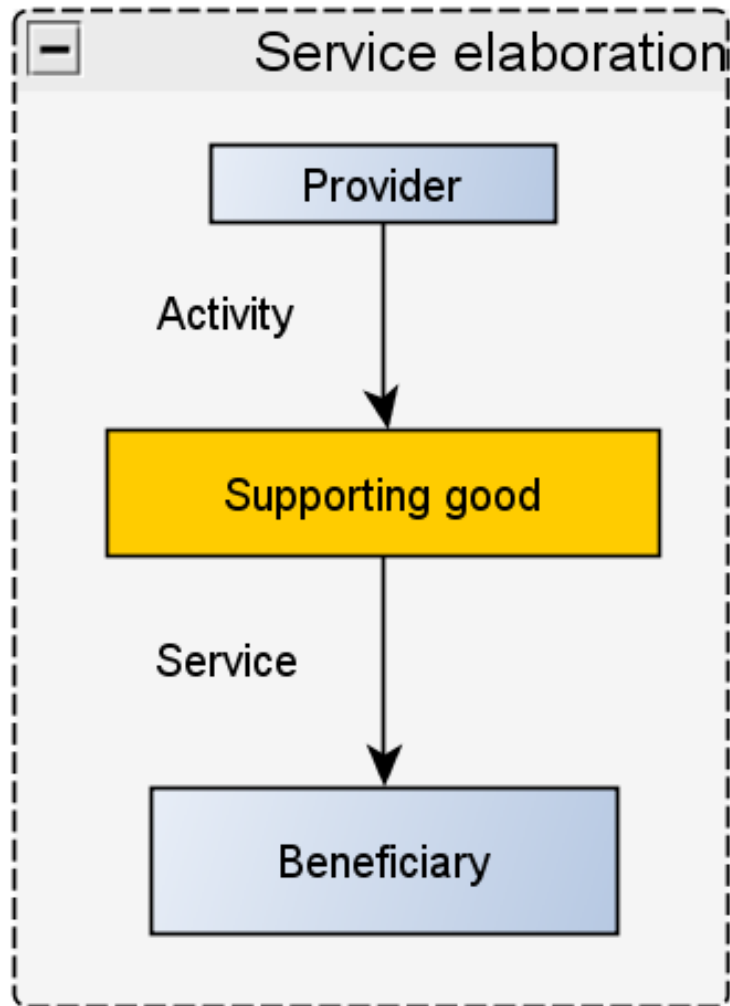 Service elaboration
Provider
Activity
Supporting good
Service
Beneficiary